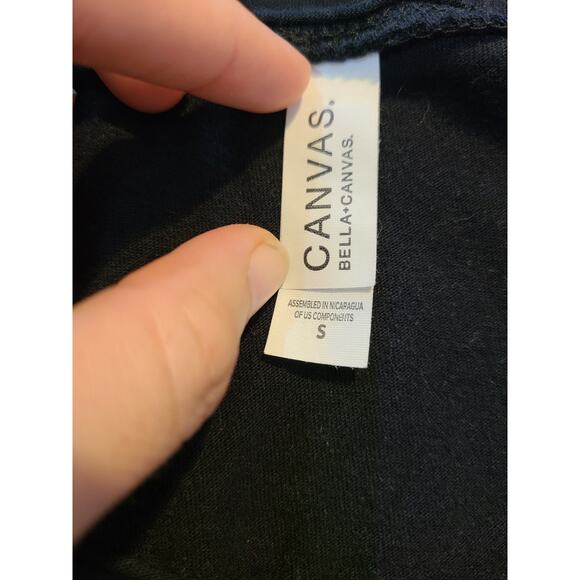 CANVAS.
BELLA+CANVAS.
ASSEMBLED IN NICARAGUA
OF US COMPONENTS
S